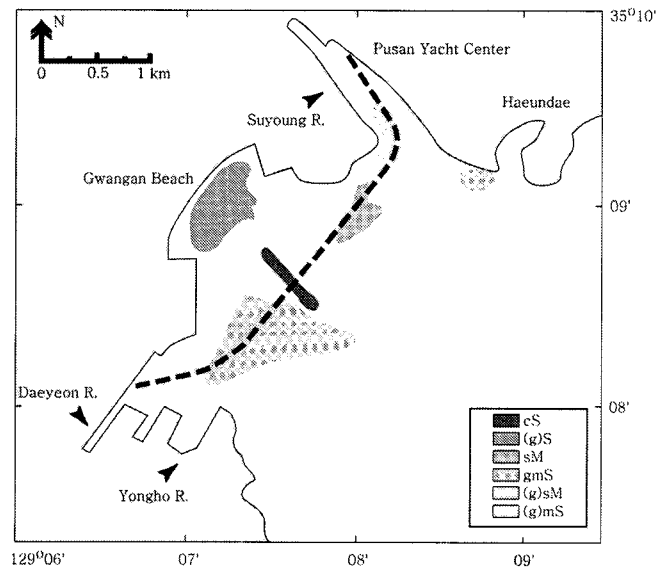 35°10'
N
Pusan Yacht Center
0 0.5 1 km
Haeundae
Suyoung R.
Gwangan Beach
09'
Daeyeon R.
08'
cS
(g)S
sM
gmS
(g)sM
(g)mS
Yongho R.
129°06' 07' 08' 09'